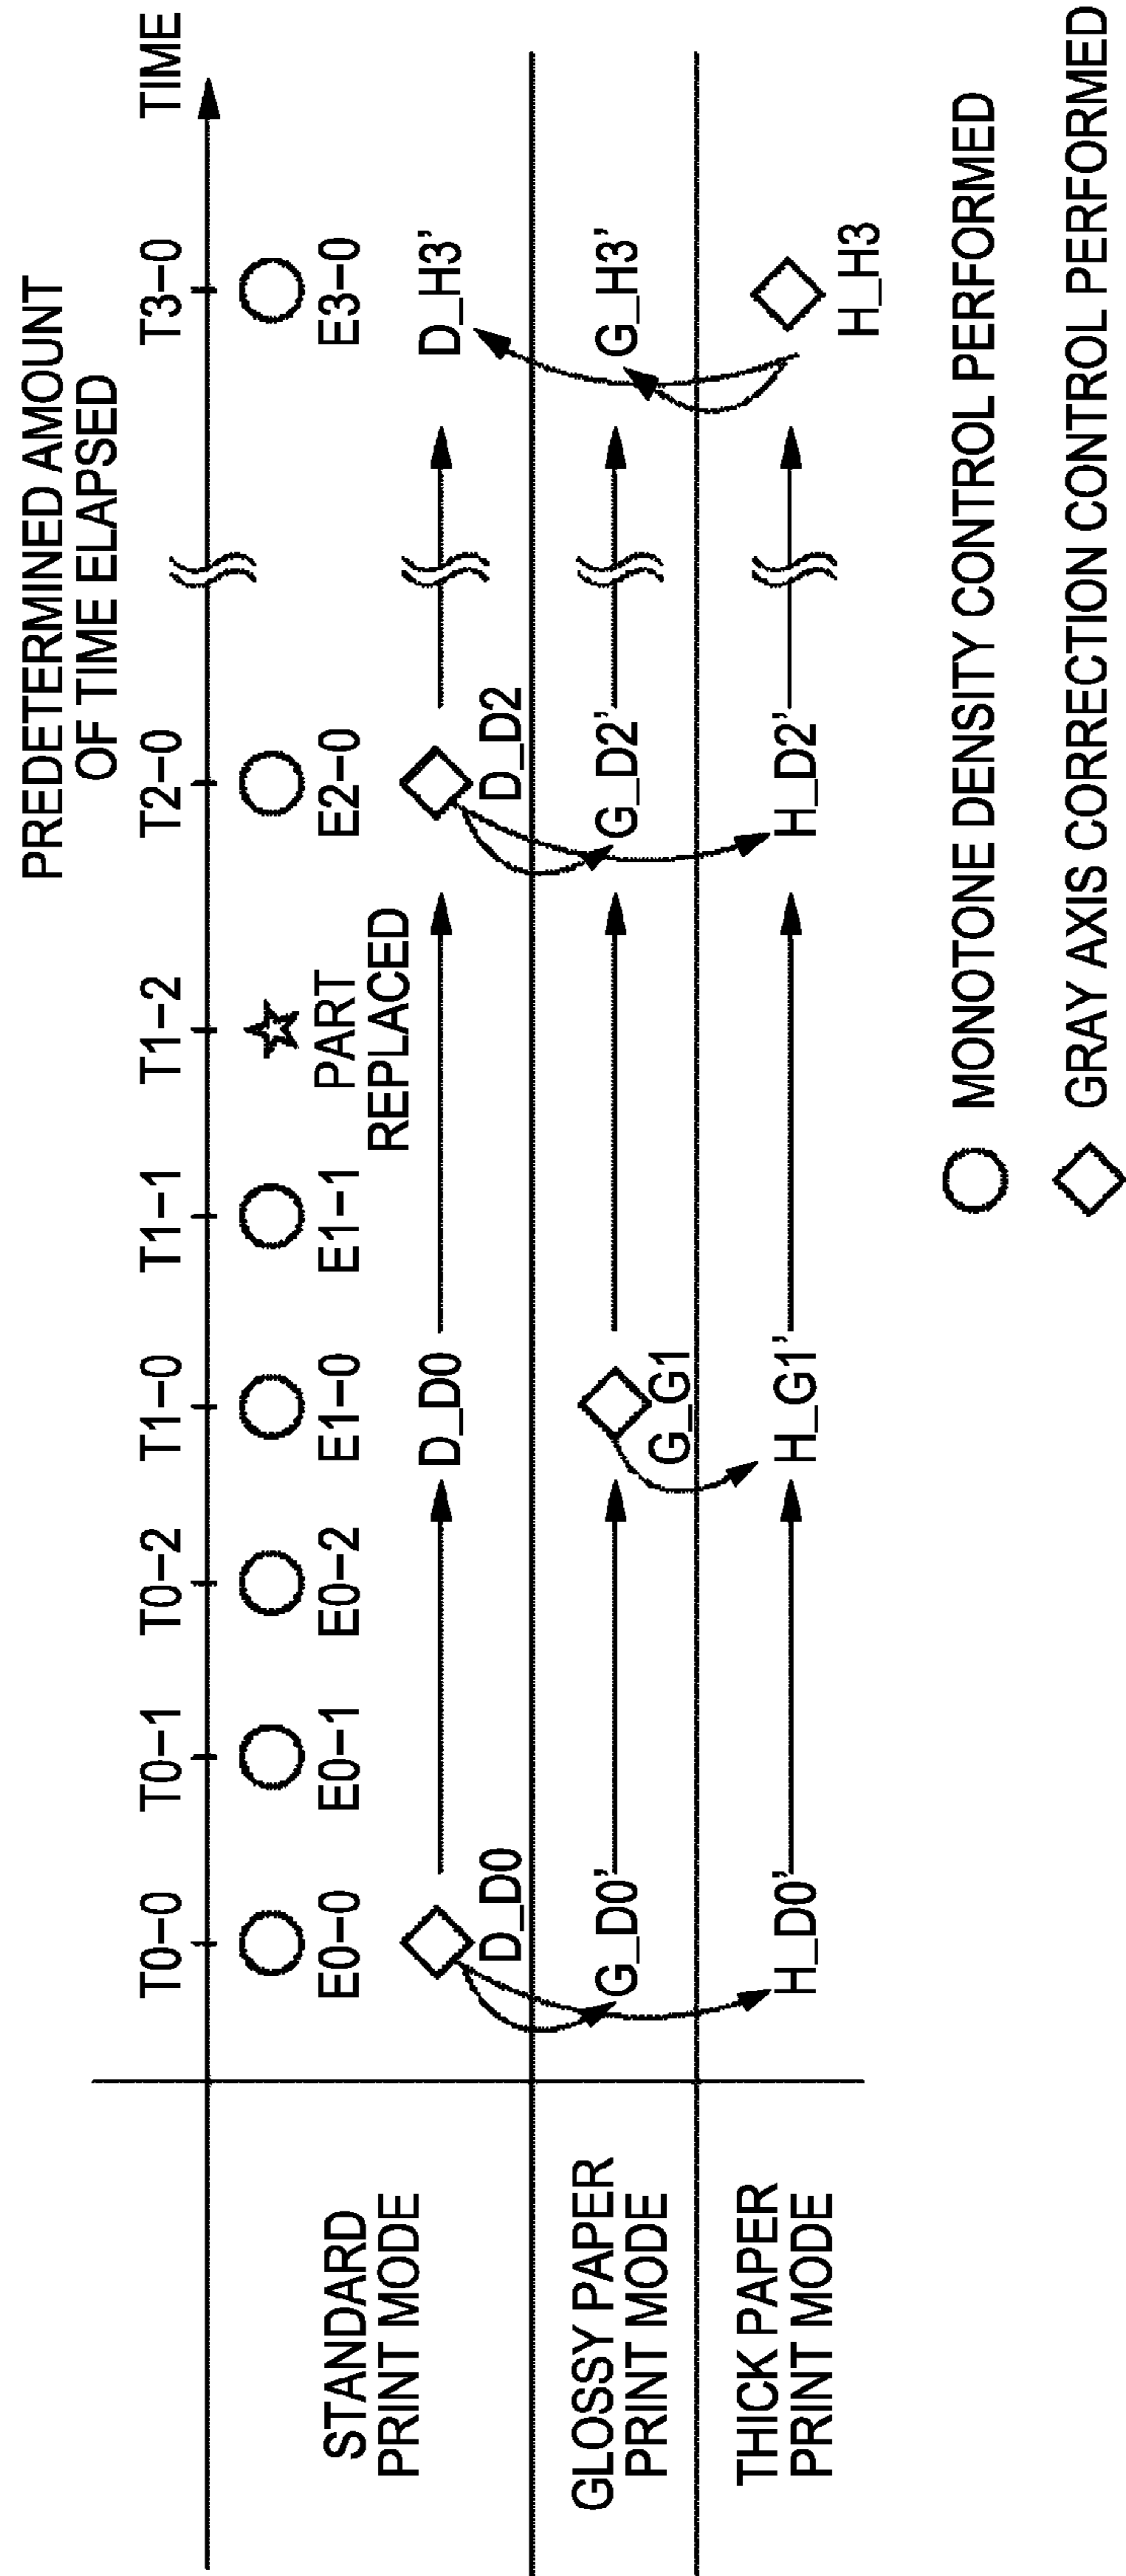 PREDETERMINED AMOUNT
OF TIME ELAPSED
T0-0 T0-1 T0-2 T1-0 T1-1 T1-2 T2-0 T3-0 TIME
E0-0 E0-1 E0-2 E1-0 E1-1 PART E2-0 E3-0
REPLACED
STANDARD
PRINT MODE
D_D0 D_D0 D_D2 D_H3'
GLOSSY PAPER
PRINT MODE
G_D0' G_G1 G_D2' G_H3'
THICK PAPER
PRINT MODE
H_D0' H_G1' H_D2' H_H3
MONOTONE DENSITY CONTROL PERFORMED
GRAY AXIS CORRECTION CONTROL PERFORMED